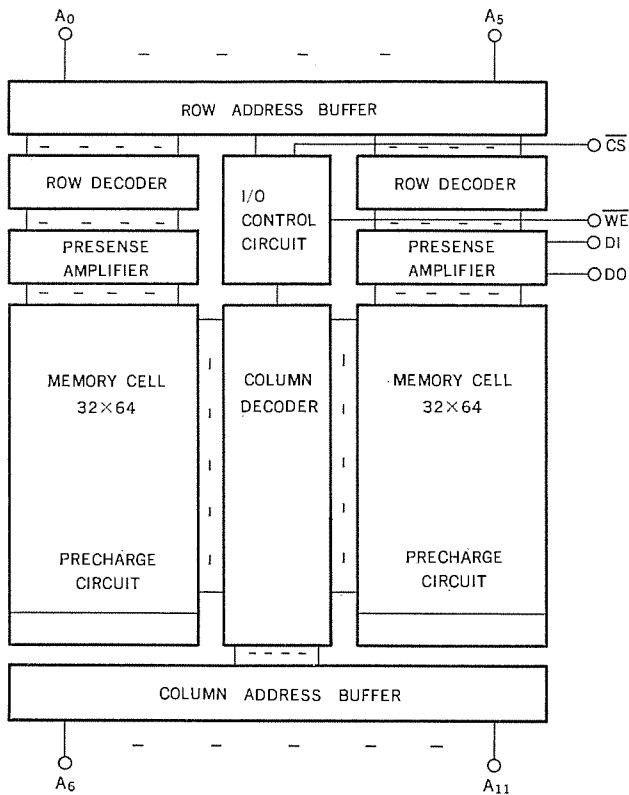 A0 A5
ROW ADDRESS BUFFER
CS
ROW DECODER
I/O
CONTROL
CIRCUIT
ROW DECODER
WE
PRESENSE
AMPLIFIER
PRESENSE
AMPLIFIER
DI
DO
MEMORY CELL
32×64
COLUMN
DECODER
MEMORY CELL
32×64
PRECHARGE
CIRCUIT
PRECHARGE
CIRCUIT
COLUMN ADDRESS BUFFER
A6 A11